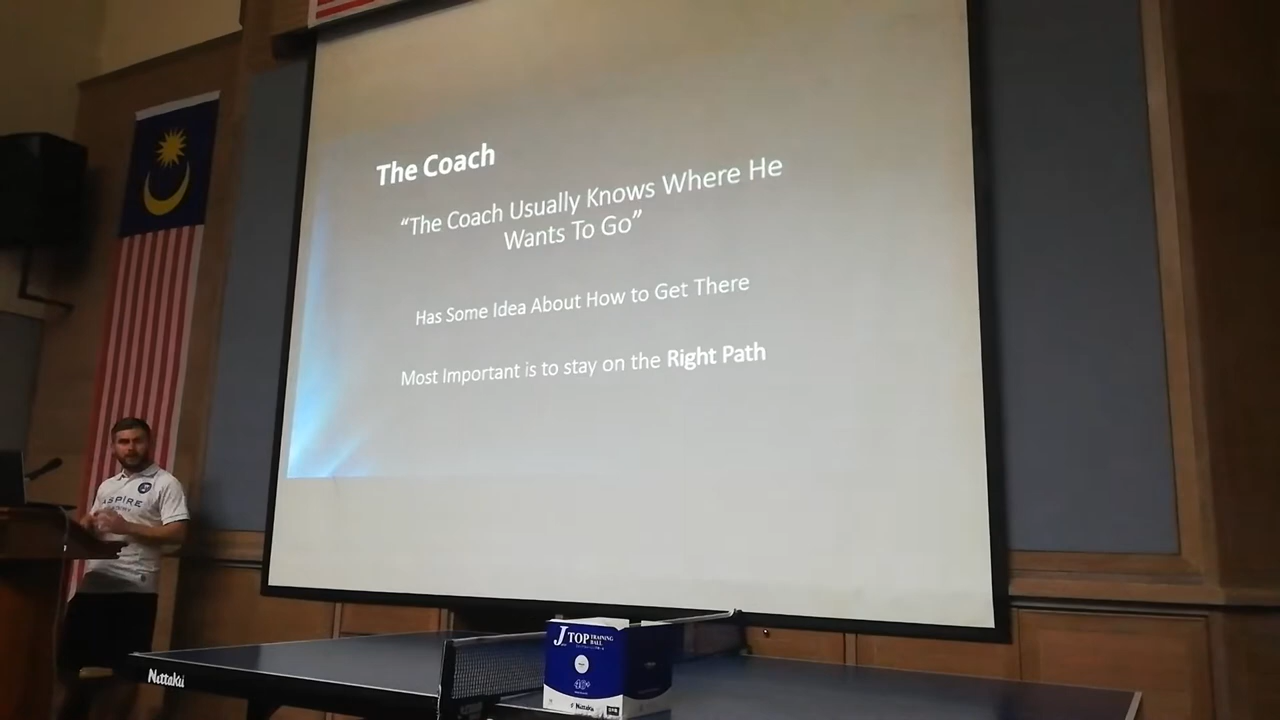 The Coach
“The Coach Usually Knows Where He
Wants To Go”
Has Some Idea About How to Get There
Most Important is to stay on the Right Path
ASPIRE
Nittaku
J TOP TRAINING
BALL
40+
Nittaku